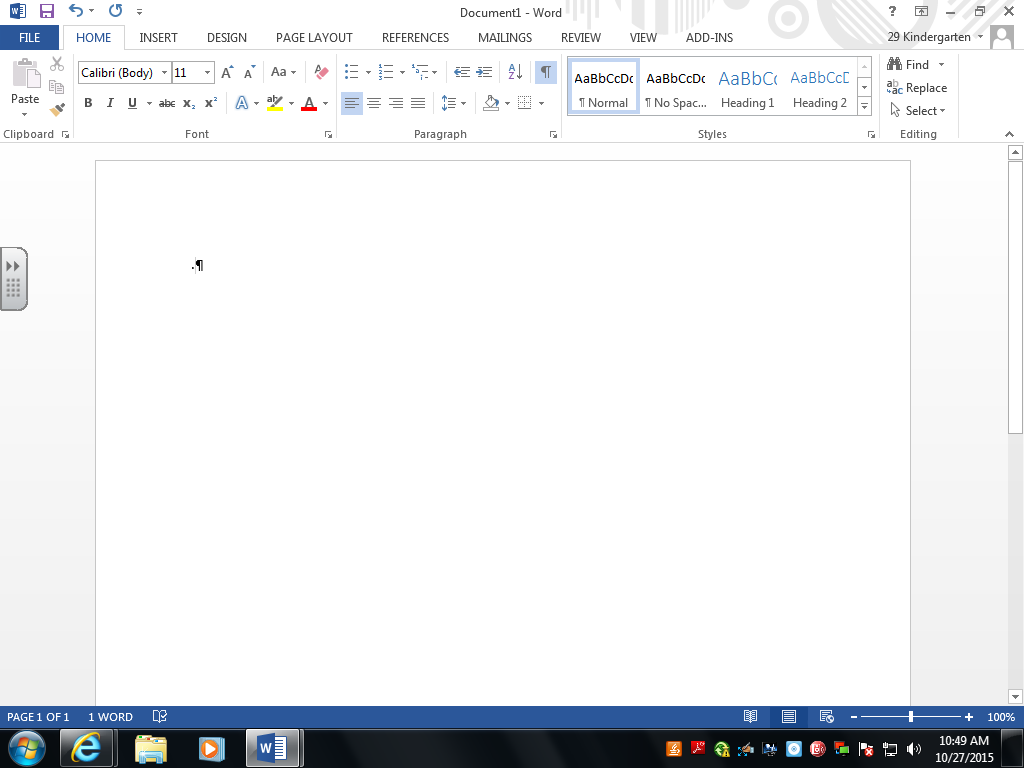 Document1 - Word
?
FILE HOME INSERT DESIGN PAGE LAYOUT REFERENCES MAILINGS REVIEW VIEW ADD-INS 29 Kindergarten
Paste
Calibri (Body) 11 A A Aa
B I U abc x₂ x² A aby A
A Z ¶
AaBbCcDc AaBbCcDc AaBbCc AaBbCcD
¶ Normal ¶ No Spac... Heading 1 Heading 2
Find
Replace
Select
Clipboard Font Paragraph Styles Editing
.¶
PAGE 1 OF 1 1 WORD 100%
10:49 AM
10/27/2015